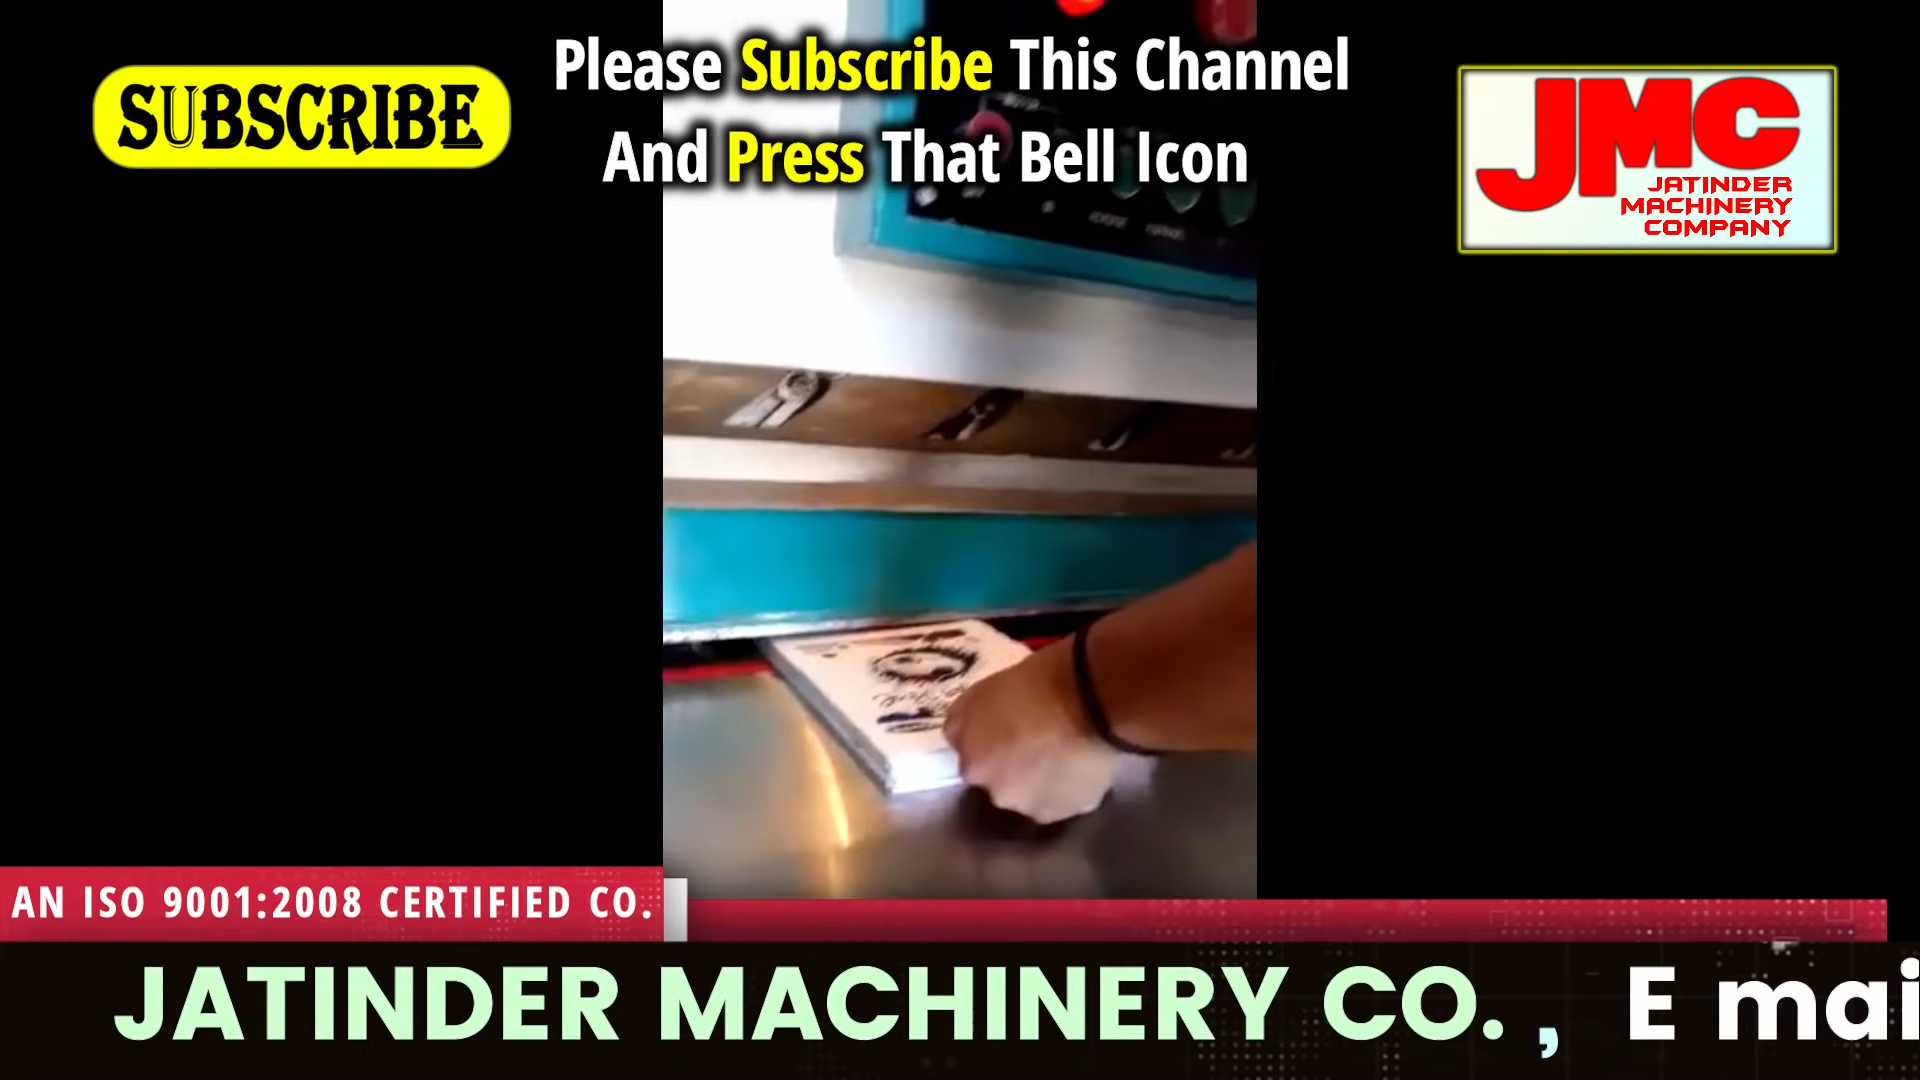 SUBSCRIBE
Please Subscribe This Channel
And Press That Bell Icon
JMC
JATINDER
MACHINERY
COMPANY
REVERSE
AN ISO 9001:2008 CERTIFIED CO.
JATINDER MACHINERY CO. , E mai